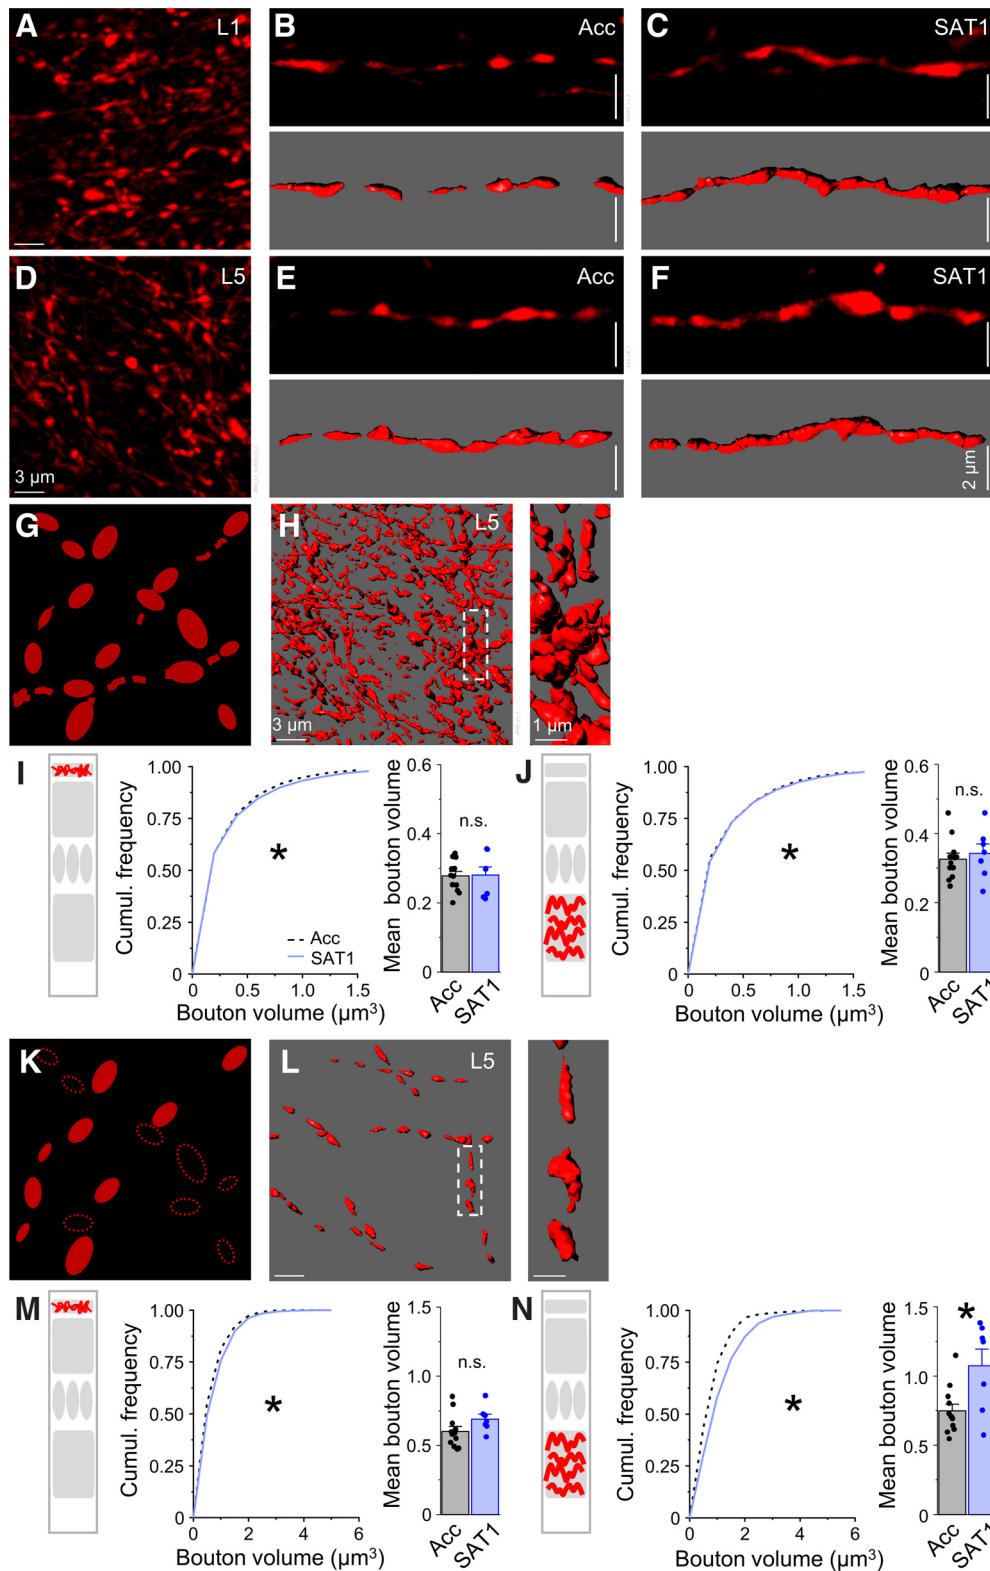 A
L1
B
Acc
C
SAT1
D
L5
3 µm
E
Acc
F
SAT1
2 µm
G
H
L5
3 µm
1 µm
I
Cumul. frequency
1.00
0.75
0.50
0.25
0
0
0.5
1.0
1.5
Bouton volume (µm³)
*
Acc
SAT1
Mean bouton volume
0.6
0.4
0.2
0
n.s.
Acc
SAT1
J
Cumul. frequency
1.00
0.75
0.50
0.25
0
0
0.5
1.0
1.5
Bouton volume (µm³)
*
Mean bouton volume
0.6
0.4
0.2
0
n.s.
Acc
SAT1
K
L
L5
M
Cumul. frequency
1.00
0.75
0.50
0.25
0
0
2
4
6
Bouton volume (µm³)
*
Mean bouton volume
1.5
1.0
0.5
0
n.s.
Acc
SAT1
N
Cumul. frequency
1.00
0.75
0.50
0.25
0
0
2
4
6
Bouton volume (µm³)
*
Mean bouton volume
1.5
1.0
0.5
0
*
Acc
SAT1